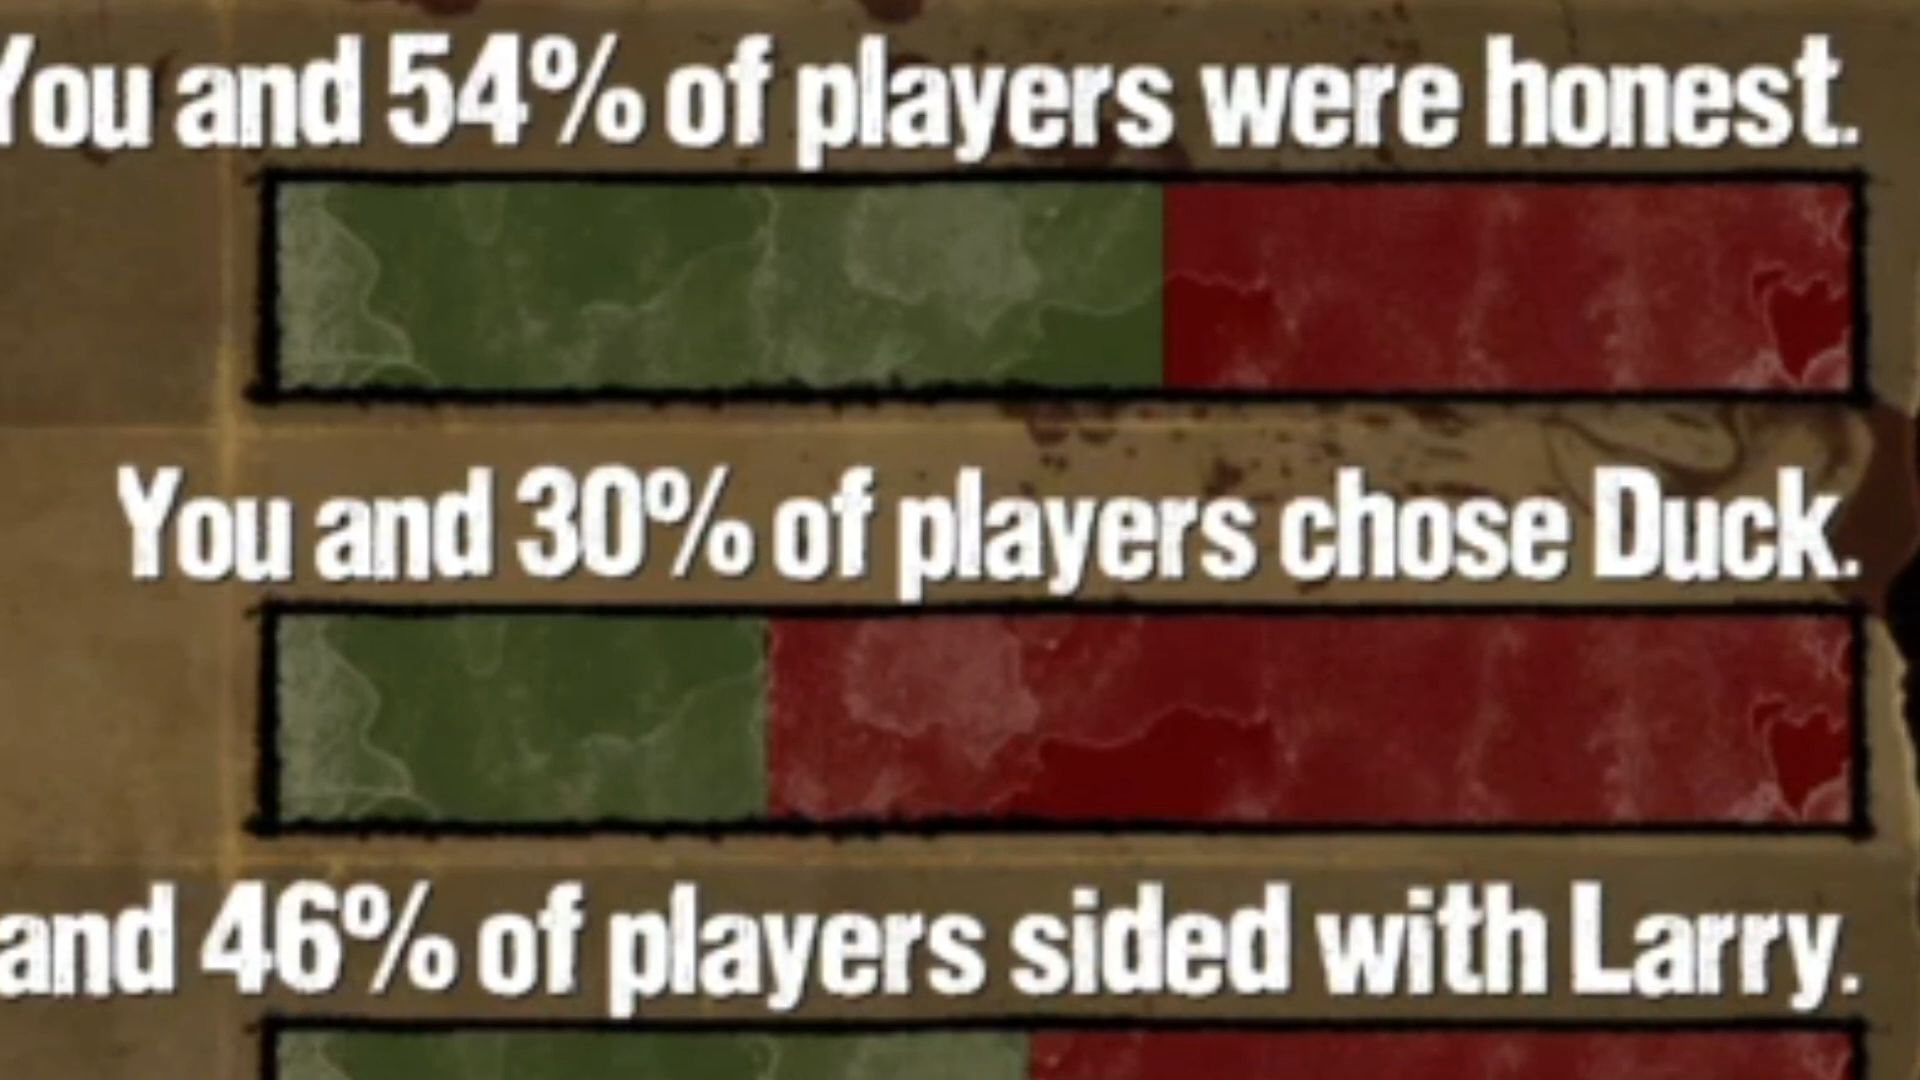 You and 54% of players were honest.
You and 30% of players chose Duck.
and 46% of players sided with Larry.